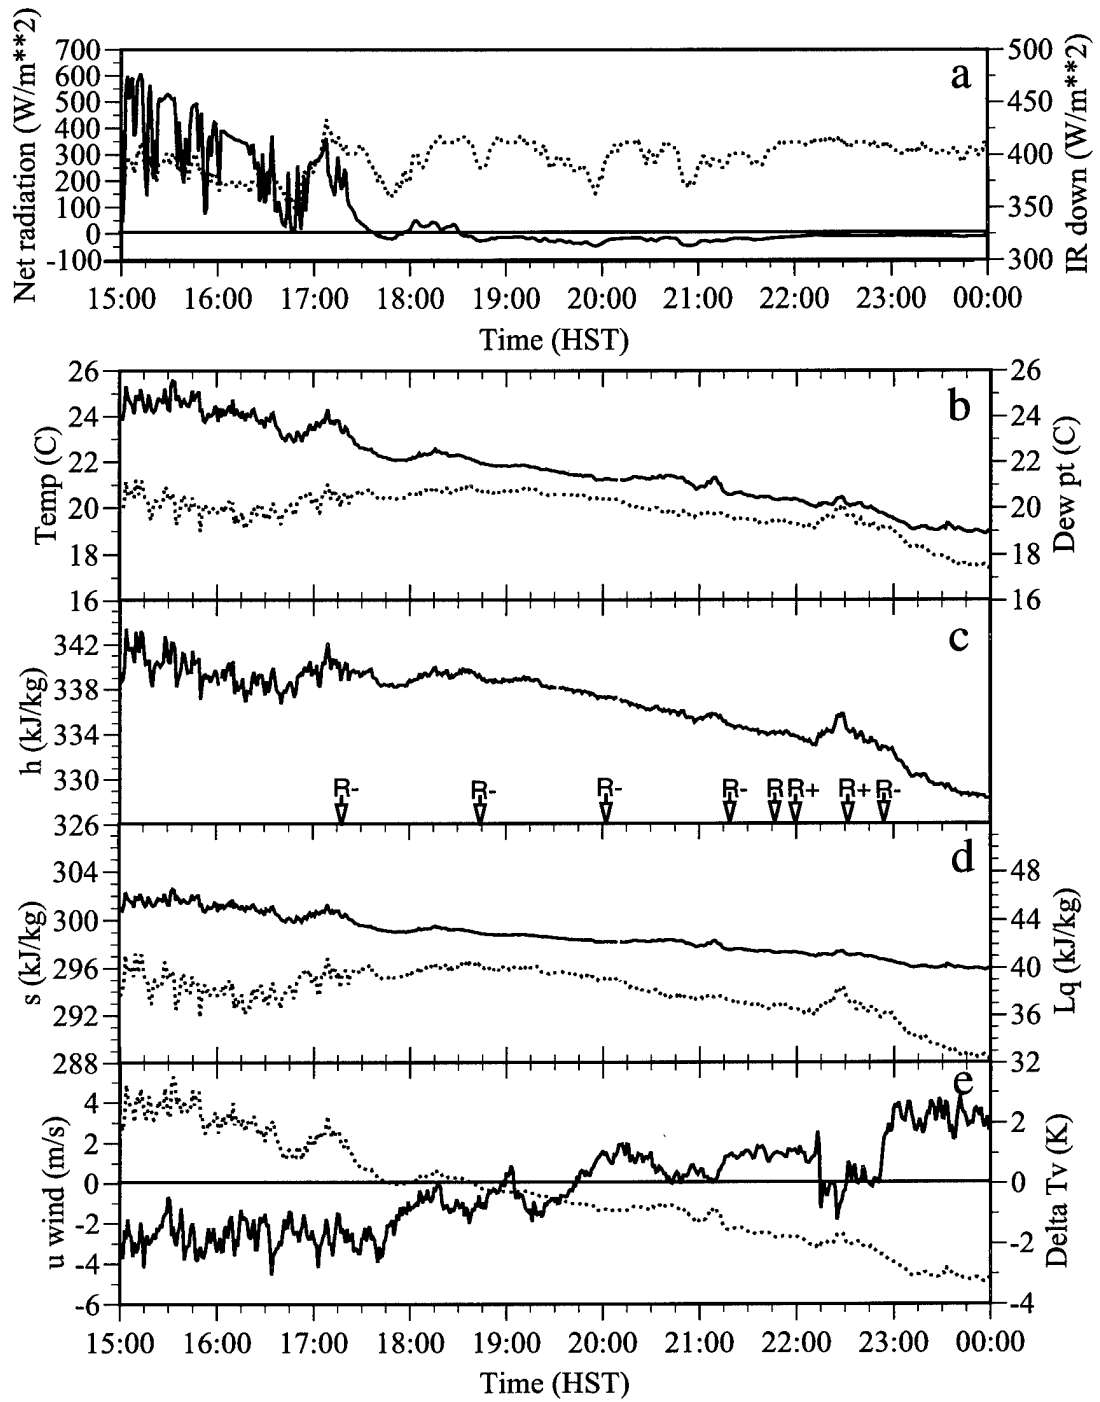 Net radiation (W/m**2)
700
600
500
400
300
200
100
0
-100
a
500
450
400
350
300
IR down (W/m**2)
15:00 16:00 17:00 18:00 19:00 20:00 21:00 22:00 23:00 00:00
Time (HST)
Temp (C)
26
24
22
20
18
16
b
26
24
22
20
18
16
Dew pt (C)
h (kJ/kg)
342
338
334
330
326
c
R- R- R- R- R R+ R+ R-
s (kJ/kg)
304
300
296
292
288
d
48
44
40
36
32
Lq (kJ/kg)
u wind (m/s)
4
2
0
-2
-4
-6
e
2
0
-2
-4
Delta Tv (K)
15:00 16:00 17:00 18:00 19:00 20:00 21:00 22:00 23:00 00:00
Time (HST)